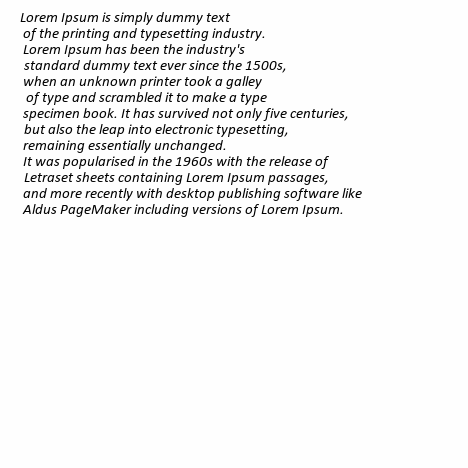 Lorem Ipsum is simply dummy text
of the printing and typesetting industry.
Lorem Ipsum has been the industry's
standard dummy text ever since the 1500s,
when an unknown printer took a galley
of type and scrambled it to make a type
specimen book. It has survived not only five centuries,
but also the leap into electronic typesetting,
remaining essentially unchanged.
It was popularised in the 1960s with the release of
Letraset sheets containing Lorem Ipsum passages,
and more recently with desktop publishing software like
Aldus PageMaker including versions of Lorem Ipsum.